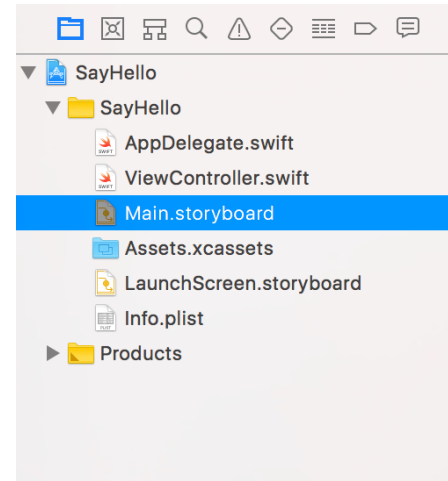 SayHello
SayHello
AppDelegate.swift
ViewController.swift
Main.storyboard
Assets.xcassets
LaunchScreen.storyboard
Info.plist
Products